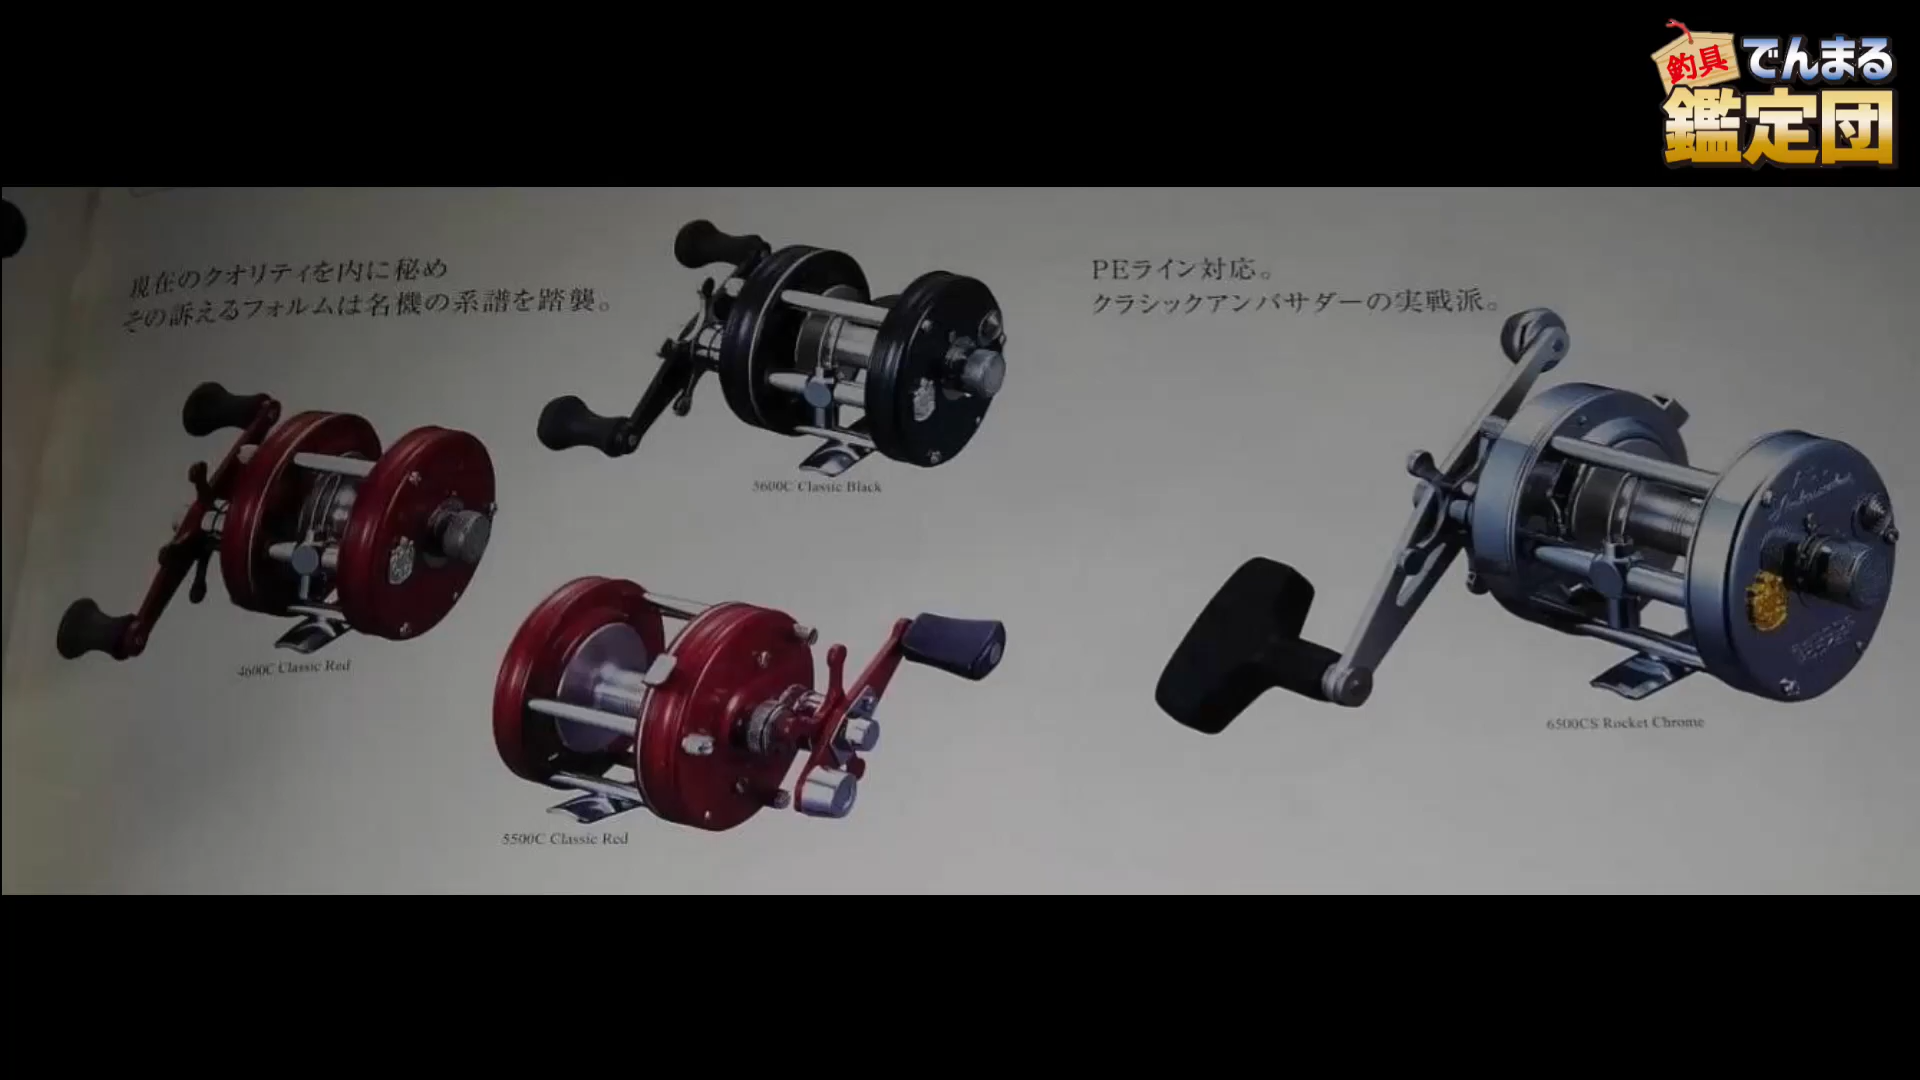 釣具
でんまる
鑑定団
現在のクオリティを内に秘め
その訴えるフォルムは名機の系譜を踏襲。
PEライン対応。
クラシックアンバサダーの実戦派。
5600C Classic Black
4600C Classic Red
5500C Classic Red
6500CS Rocket Chrome